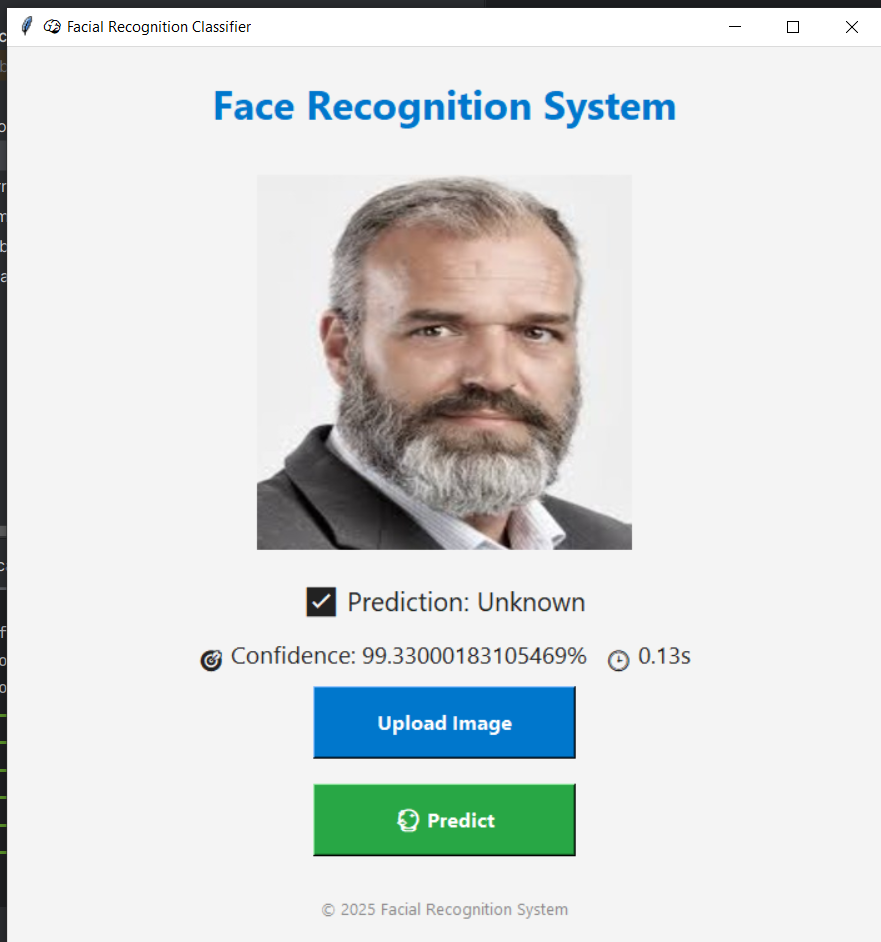 Facial Recognition Classifier
Face Recognition System
Prediction: Unknown
Confidence: 99.33000183105469% 0.13s
Upload Image
Predict
© 2025 Facial Recognition System